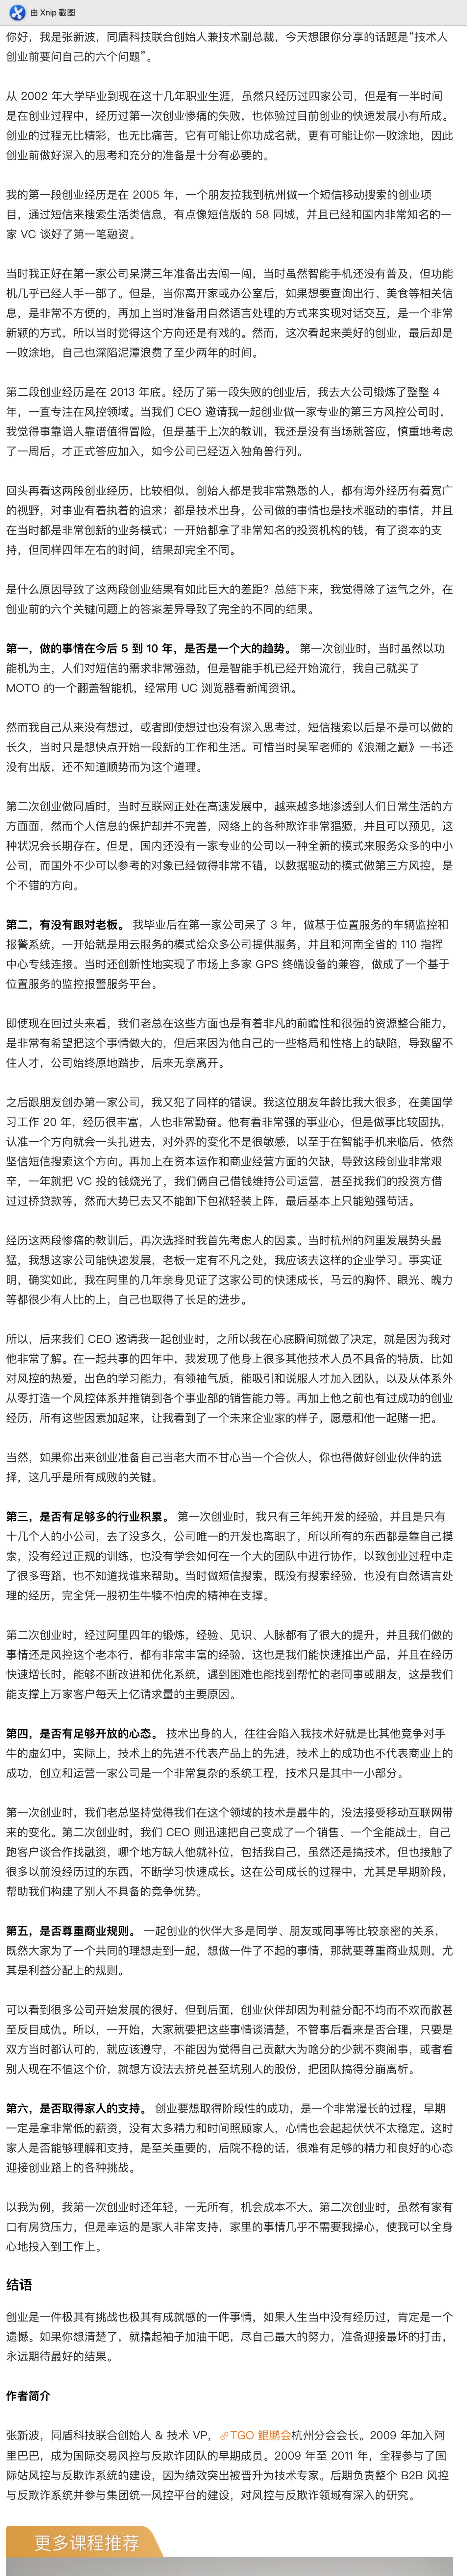 由 Xnip 截图
你好，我是张新波，同盾科技联合创始人兼技术副总裁，今天想跟你分享的话题是“技术人
创业前要问自己的六个问题”。
从 2002 年大学毕业到现在这十几年职业生涯，虽然只经历过四家公司，但是有一半时间
是在创业过程中，经历过第一次创业惨痛的失败，也体验过目前创业的快速发展小有所成。
创业的过程无比精彩，也无比痛苦，它有可能让你功成名就，更有可能让你一败涂地，因此
创业前做好深入的思考和充分的准备是十分有必要的。
我的第一段创业经历是在 2005 年，一个朋友拉我到杭州做一个短信移动搜索的创业项
目，通过短信来搜索生活类信息，有点像短信版的 58 同城，并且已经和国内非常知名的一
家 VC 谈好了第一笔融资。
当时我正好在第一家公司呆满三年准备出去闯一闯，当时虽然智能手机还没有普及，但功能
机几乎已经人手一部了。但是，当你离开家或办公室后，如果想要查询出行、美食等相关信
息，是非常不方便的，再加上当时准备用自然语言处理的方式来实现对话交互，是一个非常
新颖的方式，所以当时觉得这个方向还是有戏的。然而，这次看起来美好的创业，最后却是
一败涂地，自己也深陷泥潭浪费了至少两年的时间。
第二段创业经历是在 2013 年底。经历了第一段失败的创业后，我去大公司锻炼了整整 4
年，一直专注在风控领域。当我们 CEO 邀请我一起创业做一家专业的第三方风控公司时，
我觉得事靠谱人靠谱值得冒险，但是基于上次的教训，我还是没有当场就答应，慎重地考虑
了一周后，才正式答应加入，如今公司已经迈入独角兽行列。
回头再看这两段创业经历，比较相似，创始人都是我非常熟悉的人，都有海外经历有着宽广
的视野，对事业有着执着的追求；都是技术出身，公司做的事情也是技术驱动的事情，并且
在当时都是非常创新的业务模式；一开始都拿了非常知名的投资机构的钱，有了资本的支
持，但同样四年左右的时间，结果却完全不同。
是什么原因导致了这两段创业结果有如此巨大的差距？总结下来，我觉得除了运气之外，在
创业前的六个关键问题上的答案差异导致了完全的不同的结果。
第一，做的事情在今后 5 到 10 年，是否是一个大的趋势。 第一次创业时，当时虽然以功
能机为主，人们对短信的需求非常强劲，但是智能手机已经开始流行，我自己就买了
MOTO 的一个翻盖智能机，经常用 UC 浏览器看新闻资讯。
然而我自己从来没有想过，或者即使想过也没有深入思考过，短信搜索以后是不是可以做的
长久，当时只是想快点开始一段新的工作和生活。可惜当时吴军老师的《浪潮之巅》一书还
没有出版，还不知道顺势而为这个道理。
第二次创业做同盾时，当时互联网正处在高速发展中，越来越多地渗透到人们日常生活的方
方面面，然而个人信息的保护却并不完善，网络上的各种欺诈非常猖獗，并且可以预见，这
种状况会长期存在。但是，国内还没有一家专业的公司以一种全新的模式来服务众多的中小
公司，而国外不少可以参考的对象已经做得非常不错，以数据驱动的模式做第三方风控，是
个不错的方向。
第二，有没有跟对老板。 我毕业后在第一家公司呆了 3 年，做基于位置服务的车辆监控和
报警系统，一开始就是用云服务的模式给众多公司提供服务，并且和河南全省的 110 指挥
中心专线连接。当时还创新性地实现了市场上多家 GPS 终端设备的兼容，做成了一个基于
位置服务的监控报警服务平台。
即使现在回过头来看，我们老总在这些方面也是有着非凡的前瞻性和很强的资源整合能力，
是非常有希望把这个事情做大的，但后来因为他自己的一些格局和性格上的缺陷，导致留不
住人才，公司始终原地踏步，后来无奈离开。
之后跟朋友创办第一家公司，我又犯了同样的错误。我这位朋友年龄比我大很多，在美国学
习工作 20 年，经历很丰富，人也非常勤奋。他有着非常强的事业心，但是做事比较固执，
认准一个方向就会一头扎进去，对外界的变化不是很敏感，以至于在智能手机来临后，依然
坚信短信搜索这个方向。再加上在资本运作和商业经营方面的欠缺，导致这段创业非常艰
辛，一年就把 VC 投的钱烧光了，我们俩自己借钱维持公司运营，甚至找我们的投资方借
过过桥贷款等，然而大势已去又不能卸下包袱轻装上阵，最后基本上只能勉强苟活。
经历这两段惨痛的教训后，再次选择时我首先考虑人的因素。当时杭州的阿里发展势头最
猛，我想这家公司能快速发展，老板一定有不凡之处，我应该去这样的企业学习。事实证
明，确实如此，我在阿里的几年亲身见证了这家公司的快速成长，马云的胸怀、眼光、魄力
等都很少有人比的上，自己也取得了长足的进步。
所以，后来我们 CEO 邀请我一起创业时，之所以我在心底瞬间就做了决定，就是因为我对
他非常了解。在一起共事的四年中，我发现了他身上很多其他技术人员不具备的特质，比如
对风控的热爱，出色的学习能力，有领袖气质，能吸引和说服人才加入团队，以及从体系外
从零打造一个风控体系并推销到各个事业部的销售能力等。再加上他之前也有过成功的创业
经历，所有这些因素加起来，让我看到了一个未来企业家的样子，愿意和他一起赌一把。
当然，如果你出来创业准备自己当老大而不甘心当一个合伙人，你也得做好创业伙伴的选
择，这几乎是所有成败的关键。
第三，是否有足够多的行业积累。 第一次创业时，我只有三年纯开发的经验，并且是只有
十几个人的小公司，去了没多久，公司唯一的开发也离职了，所以所有的东西都是靠自己摸
索，没有经过正规的训练，也没有学会如何在一个大的团队中进行协作，以致创业过程中走
了很多弯路，也不知道找谁来帮助。当时做短信搜索，既没有搜索经验，也没有自然语言处
理的经历，完全凭一股初生牛犊不怕虎的精神在支撑。
第二次创业时，经过阿里四年的锻炼，经验、见识、人脉都有了很大的提升，并且我们做的
事情还是风控这个老本行，都有非常丰富的经验，这也是我们能快速推出产品，并且在经历
快速增长时，能够不断改进和优化系统，遇到困难也能找到帮忙的老同事或朋友，这是我们
能支撑上万家客户每天上亿请求量的主要原因。
第四，是否有足够开放的心态。 技术出身的人，往往会陷入我技术好就是比其他竞争对手
牛的虚幻中，实际上，技术上的先进不代表产品上的先进，技术上的成功也不代表商业上的
成功，创立和运营一家公司是一个非常复杂的系统工程，技术只是其中一小部分。
第一次创业时，我们老总坚持觉得我们在这个领域的技术是最牛的，没法接受移动互联网带
来的变化。第二次创业时，我们 CEO 则迅速把自己变成了一个销售、一个全能战士，自己
跑客户谈合作找融资，哪个地方缺人他就补位，包括我自己，虽然还是搞技术，但也接触了
很多以前没经历过的东西，不断学习快速成长。这在公司成长的过程中，尤其是早期阶段，
帮助我们构建了别人不具备的竞争优势。
第五，是否尊重商业规则。 一起创业的伙伴大多是同学、朋友或同事等比较亲密的关系，
既然大家为了一个共同的理想走到一起，想做一件了不起的事情，那就要尊重商业规则，尤
其是利益分配上的规则。
可以看到很多公司开始发展的很好，但到后面，创业伙伴却因为利益分配不均而不欢而散甚
至反目成仇。所以，一开始，大家就要把这些事情谈清楚，不管事后看来是否合理，只要是
双方当时都认可的，就应该遵守，不能因为觉得自己贡献大为啥分的少就不爽闹事，或者看
别人现在不值这个价，就想方设法去挤兑甚至坑别人的股份，把团队搞得分崩离析。
第六，是否取得家人的支持。 创业要想取得阶段性的成功，是一个非常漫长的过程，早期
一定是拿非常低的薪资，没有太多精力和时间照顾家人，心情也会起起伏伏不太稳定。这时
家人是否能够理解和支持，是至关重要的，后院不稳的话，很难有足够的精力和良好的心态
迎接创业路上的各种挑战。
以我为例，我第一次创业时还年轻，一无所有，机会成本不大。第二次创业时，虽然有家有
口有房贷压力，但是幸运的是家人非常支持，家里的事情几乎不需要我操心，使我可以全身
心地投入到工作上。
结语
创业是一件极其有挑战也极其有成就感的一件事情，如果人生当中没有经历过，肯定是一个
遗憾。如果你想清楚了，就撸起袖子加油干吧，尽自己最大的努力，准备迎接最坏的打击，
永远期待最好的结果。
作者简介
张新波，同盾科技联合创始人 & 技术 VP，TGO 鲲鹏会杭州分会会长。2009 年加入阿
里巴巴，成为国际交易风控与反欺诈团队的早期成员。2009 年至 2011 年，全程参与了国
际站风控与反欺诈系统的建设，因为绩效突出被晋升为技术专家。后期负责整个 B2B 风控
与反欺诈系统并参与集团统一风控平台的建设，对风控与反欺诈领域有深入的研究。
更多课程推荐